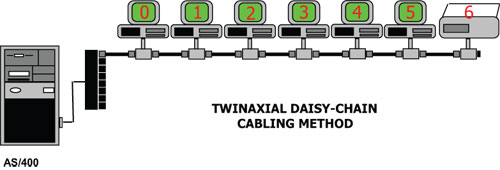 0 1 2 3 4 5 6
TWINAXIAL DAISY-CHAIN
CABLING METHOD
AS/400